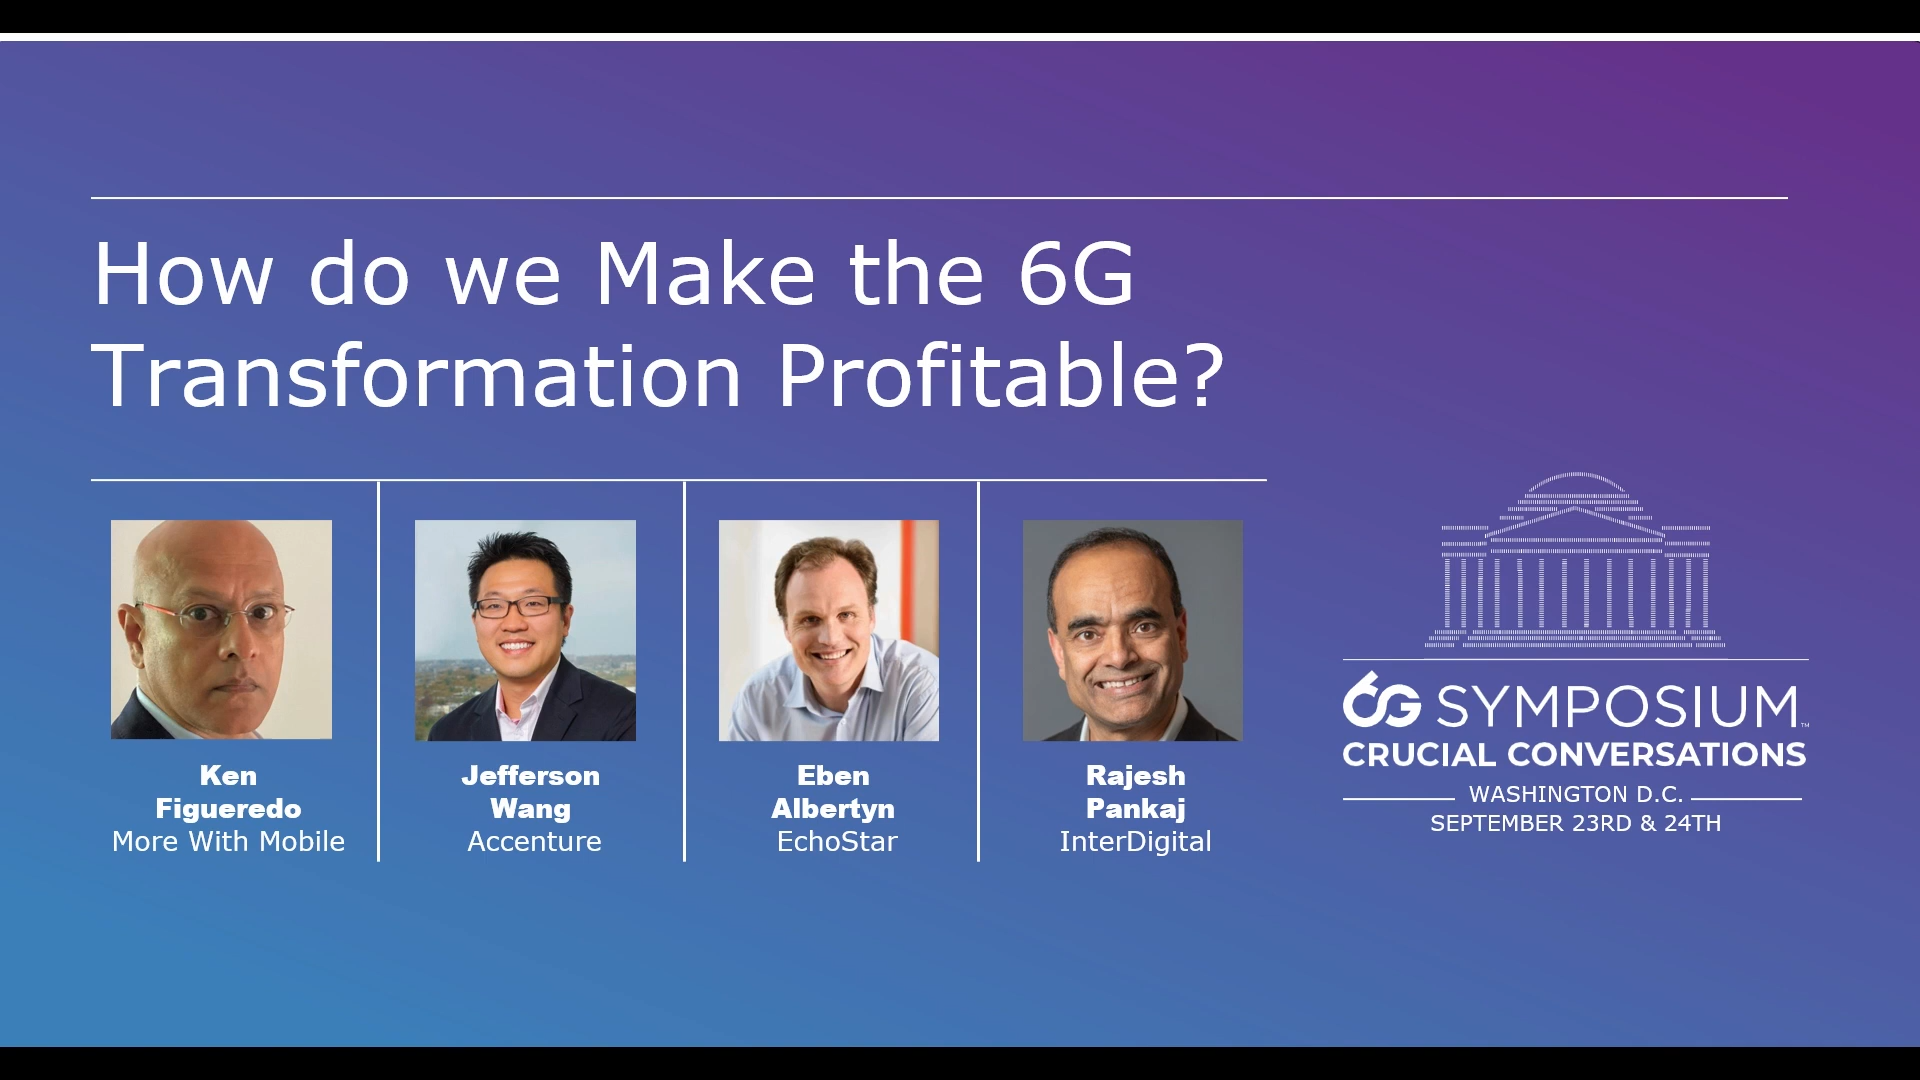 How do we Make the 6G
Transformation Profitable?
Ken
Figueredo
More With Mobile
Jefferson
Wang
Accenture
Eben
Albertyn
EchoStar
Rajesh
Pankaj
InterDigital
6G SYMPOSIUM™
CRUCIAL CONVERSATIONS
WASHINGTON D.C.
SEPTEMBER 23RD & 24TH